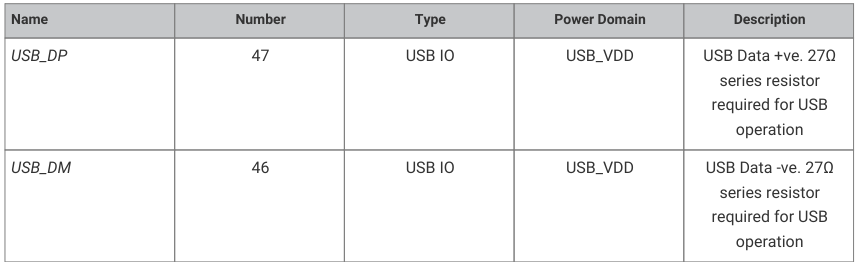 Name Number Type Power Domain Description
USB_DP 47 USB IO USB_VDD USB Data +ve. 27Ω
series resistor
required for USB
operation
USB_DM 46 USB IO USB_VDD USB Data -ve. 27Ω
series resistor
required for USB
operation